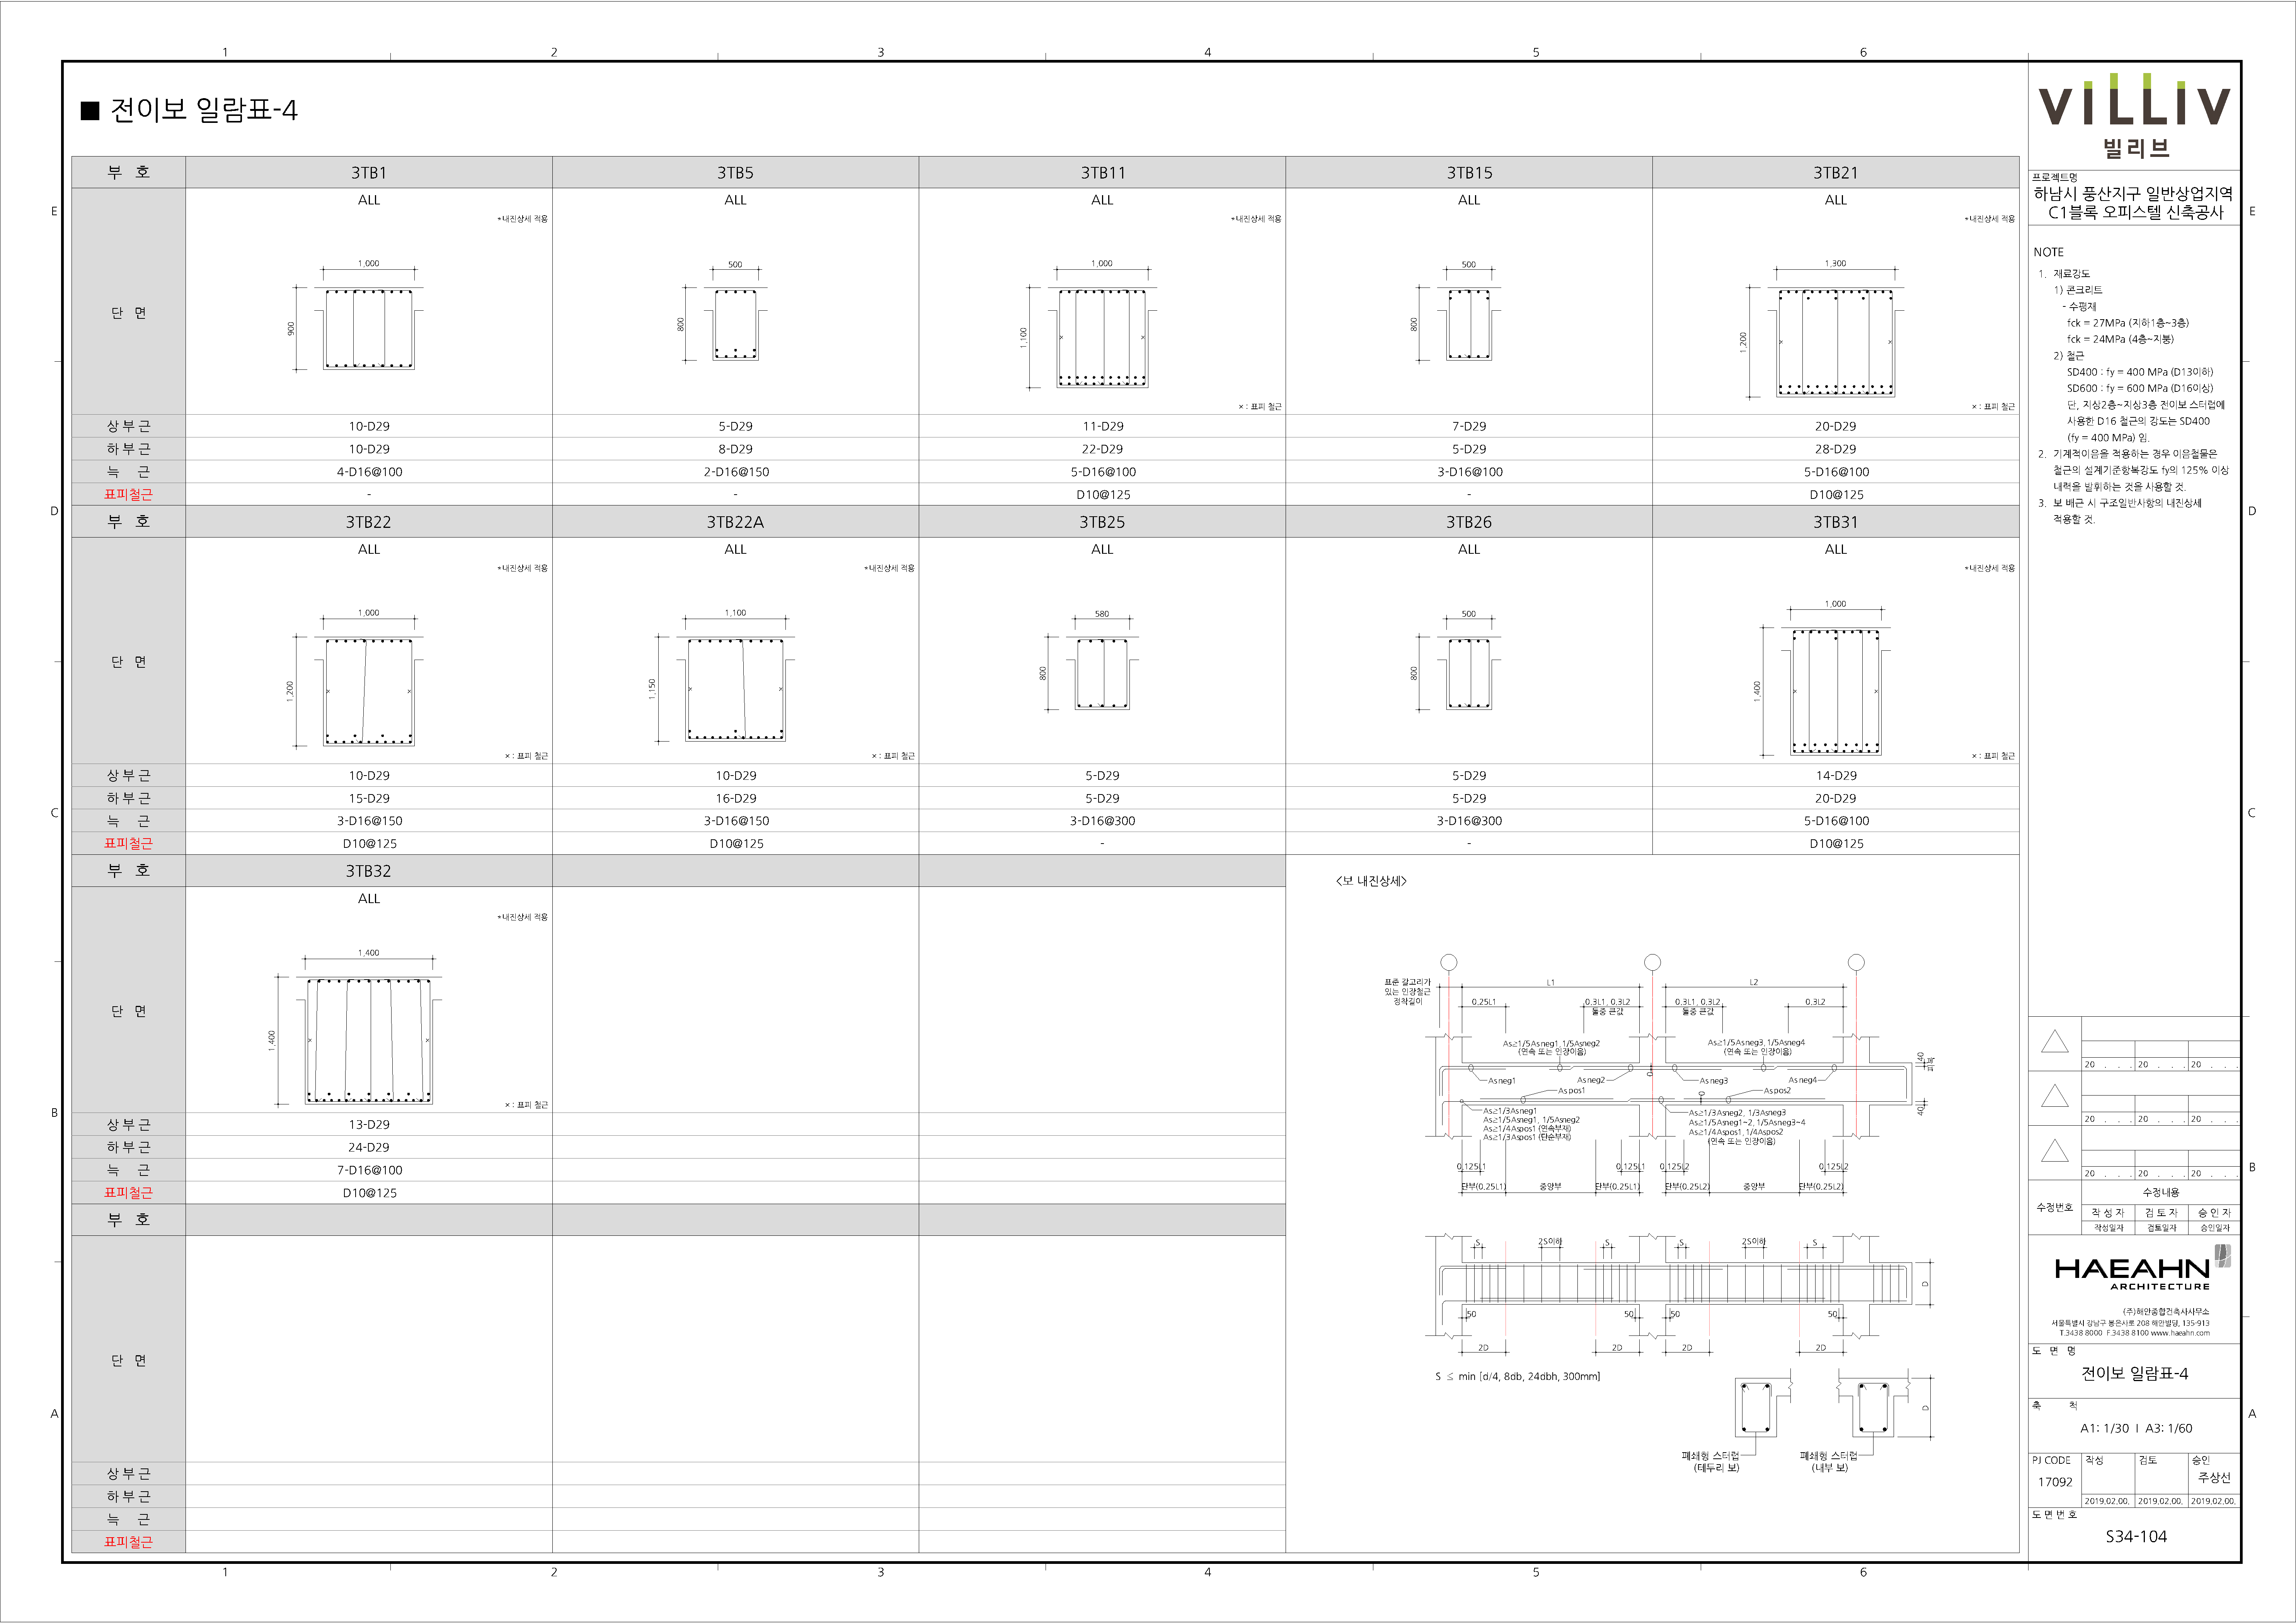 1 2 3 4 5 6
■ 전이보 일람표-4
부 호 3TB1 3TB5 3TB11 3TB15 3TB21
ALL ALL ALL ALL ALL
*내진상세 적용 *내진상세 적용 *내진상세 적용
1,000 500 1,000 500 1,300
단 면 900 800 1,100 800 1,200
× : 표피 철근 × : 표피 철근
상부근 10-D29 5-D29 11-D29 7-D29 20-D29
하부근 10-D29 8-D29 22-D29 5-D29 28-D29
늑 근 4-D16@100 2-D16@150 5-D16@100 3-D16@100 5-D16@100
표피철근 - - D10@125 - D10@125
부 호 3TB22 3TB22A 3TB25 3TB26 3TB31
ALL ALL ALL ALL ALL
*내진상세 적용 *내진상세 적용 *내진상세 적용
1,000 1,100 580 500 1,000
단 면 1,200 1,150 800 800 1,400
× : 표피 철근 × : 표피 철근 × : 표피 철근
상부근 10-D29 10-D29 5-D29 5-D29 14-D29
하부근 15-D29 16-D29 5-D29 5-D29 20-D29
늑 근 3-D16@150 3-D16@150 3-D16@300 3-D16@300 5-D16@100
표피철근 D10@125 D10@125 - - D10@125
부 호 3TB32
ALL
*내진상세 적용
1,400
단 면 1,400
× : 표피 철근
상부근 13-D29
하부근 24-D29
늑 근 7-D16@100
표피철근 D10@125
부 호
단 면
상부근
하부근
늑 근
표피철근
<보 내진상세>
표준 갈고리가
있는 인장철근
정착길이
L1 L2
0.25L1 0.3L1, 0.3L2 0.3L1, 0.3L2 0.3L2
둘중 큰값 둘중 큰값
As≥1/5Asneg1, 1/5Asneg2 As≥1/5Asneg3, 1/5Asneg4
(연속 또는 인장이음) (연속 또는 인장이음)
40
피복
D
Asneg1 Asneg2 Asneg3 Asneg4
Aspos1 Aspos2
40
As≥1/3Asneg1
As≥1/5Asneg1, 1/5Asneg2
As≥1/4Aspos1 (연속부재)
As≥1/3Aspos1 (단순부재)
As≥1/3Asneg2, 1/3Asneg3
As≥1/5Asneg1~2, 1/5Asneg3~4
As≥1/4Aspos1, 1/4Aspos2
(연속 또는 인장이음)
0.125L1 0.125L1 0.125L2 0.125L2
단부(0.25L1) 중앙부 단부(0.25L1) 단부(0.25L2) 중앙부 단부(0.25L2)
S 2S이하 S S 2S이하 S
D
50 50 50 50
2D 2D 2D 2D
S ≤ min [d/4, 8db, 24dbh, 300mm]
D
폐쇄형 스터럽
(테두리 보)
폐쇄형 스터럽
(내부 보)
VILLIV
빌리브
프로젝트명
하남시 풍산지구 일반상업지역
C1블록 오피스텔 신축공사
NOTE
1. 재료강도
1) 콘크리트
- 수평재
fck = 27MPa (지하1층~3층)
fck = 24MPa (4층~지붕)
2) 철근
SD400 : fy = 400 MPa (D13이하)
SD600 : fy = 600 MPa (D16이상)
단, 지상2층~지상3층 전이보 스터럽에
사용한 D16 철근의 강도는 SD400
(fy = 400 MPa) 임.
2. 기계적이음을 적용하는 경우 이음철물은
철근의 설계기준항복강도 fy의 125% 이상
내력을 발휘하는 것을 사용할 것.
3. 보 배근 시 구조일반사항의 내진상세
적용할 것.
20 . . . 20 . . . 20 . . .
20 . . . 20 . . . 20 . . .
20 . . . 20 . . . 20 . . .
수정번호 수정내용
작성자 검토자 승인자
작성일자 검토일자 승인일자
HAEAHN
ARCHITECTURE
(주)해안종합건축사사무소
서울특별시 강남구 봉은사로 208 해안빌딩, 135-913
T.3438 8000 F.3438 8100 www.haeahn.com
도 면 명
전이보 일람표-4
축 척
A1: 1/30 I A3: 1/60
PJ CODE 작성 검토 승인
17092 주상선
2019.02.00. 2019.02.00. 2019.02.00.
도면번호
S34-104
E D C B A
E D C B A
1 2 3 4 5 6